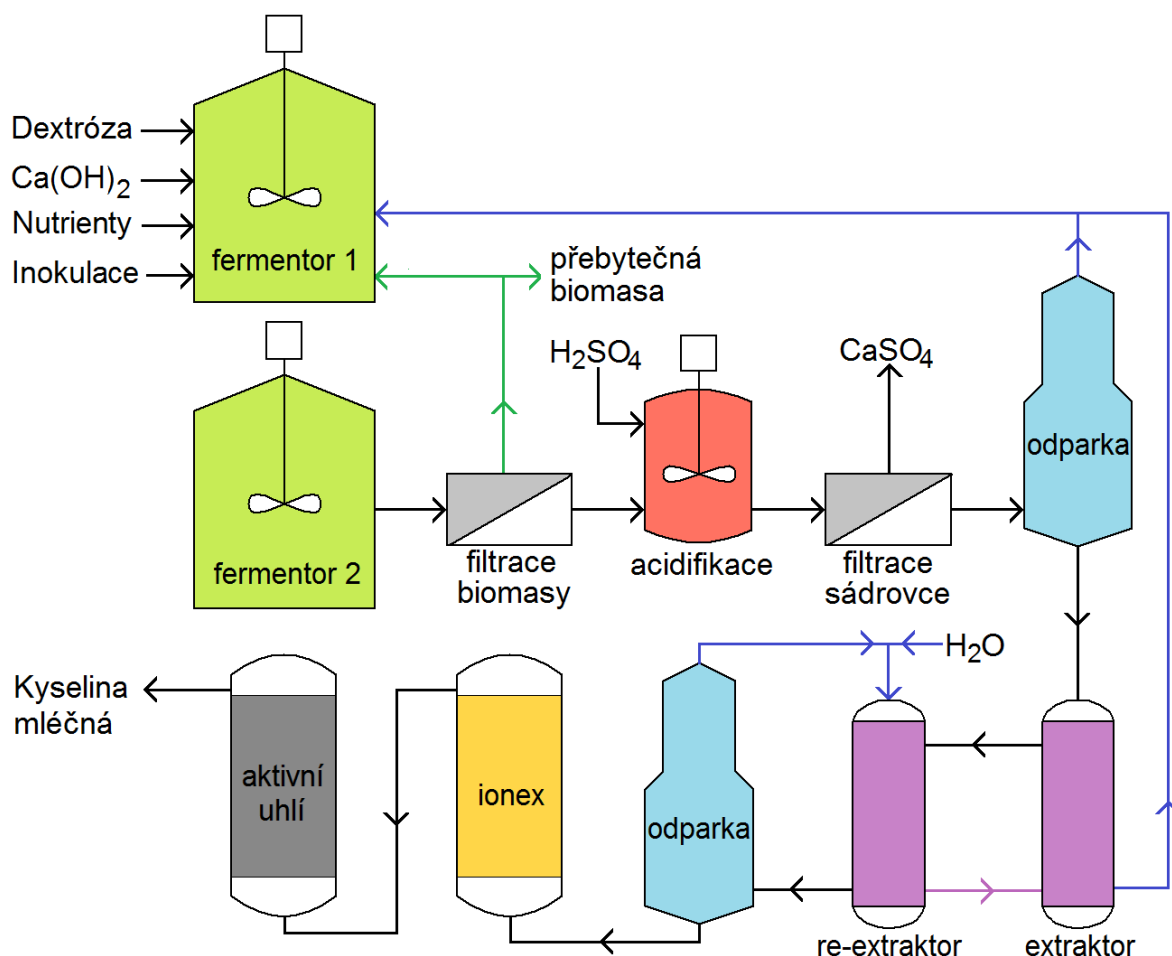 Dextróza
Ca(OH)2
Nutrienty
Inokulace
fermentor 1
přebytečná
biomasa
H2SO4
CaSO4
odparka
fermentor 2
filtrace
biomasy
acidifikace
filtrace
sádrovce
H2O
Kyselina
mléčná
aktivní
uhlí
ionex
odparka
re-extraktor
extraktor